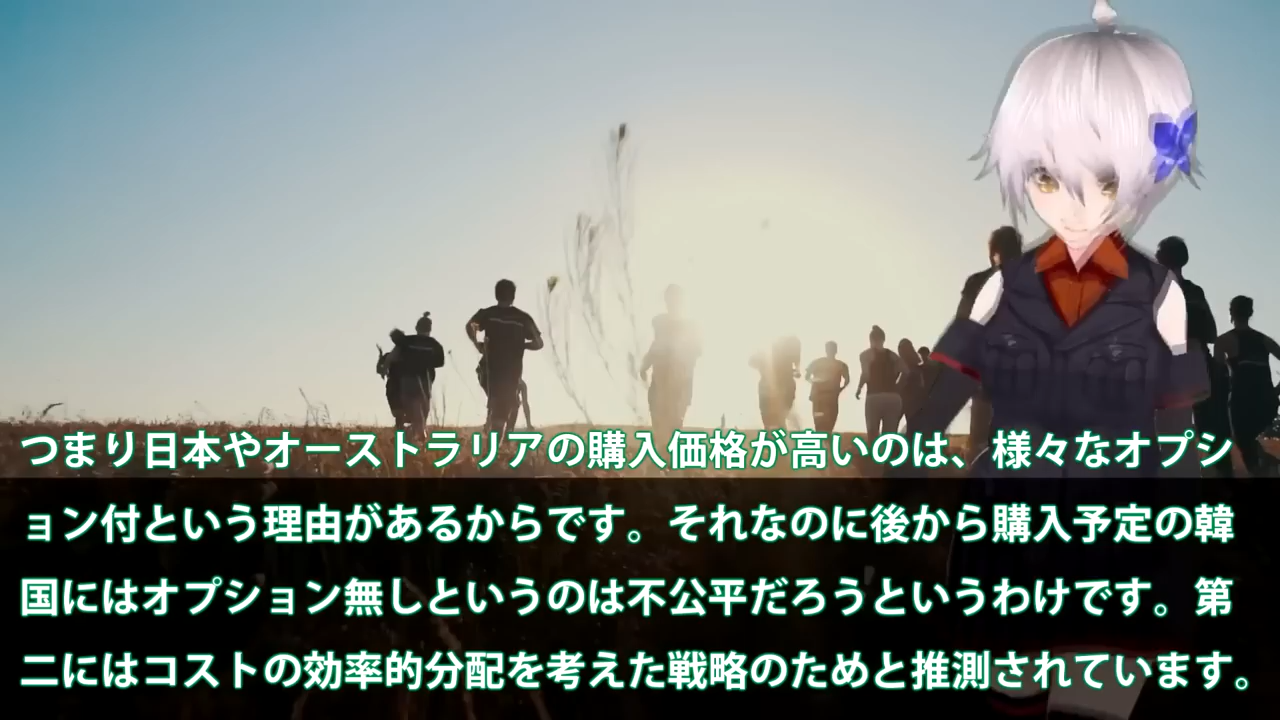 つまり日本やオーストラリアの購入価格が高いのは、様々なオプシ
ョン付という理由があるからです。それなのに後から購入予定の韓
国にはオプション無しというのは不公平だろうというわけです。第
二にはコストの効率的分配を考えた戦略のためと推測されています。